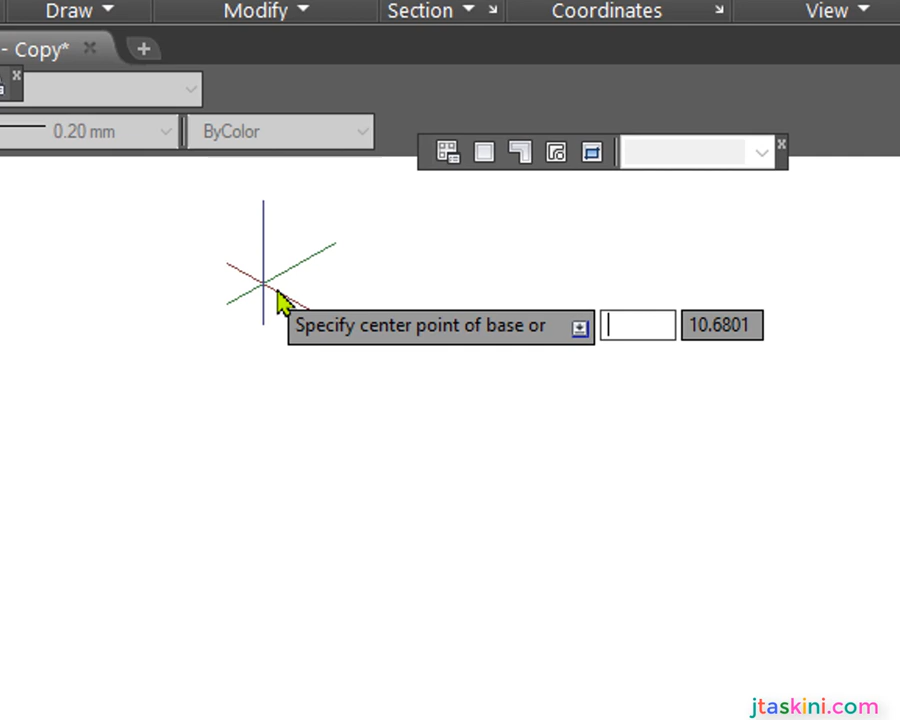 Draw Modify Section Coordinates View
- Copy*
0.20 mm ByColor
Specify center point of base or 10.6801
jtaskini.com